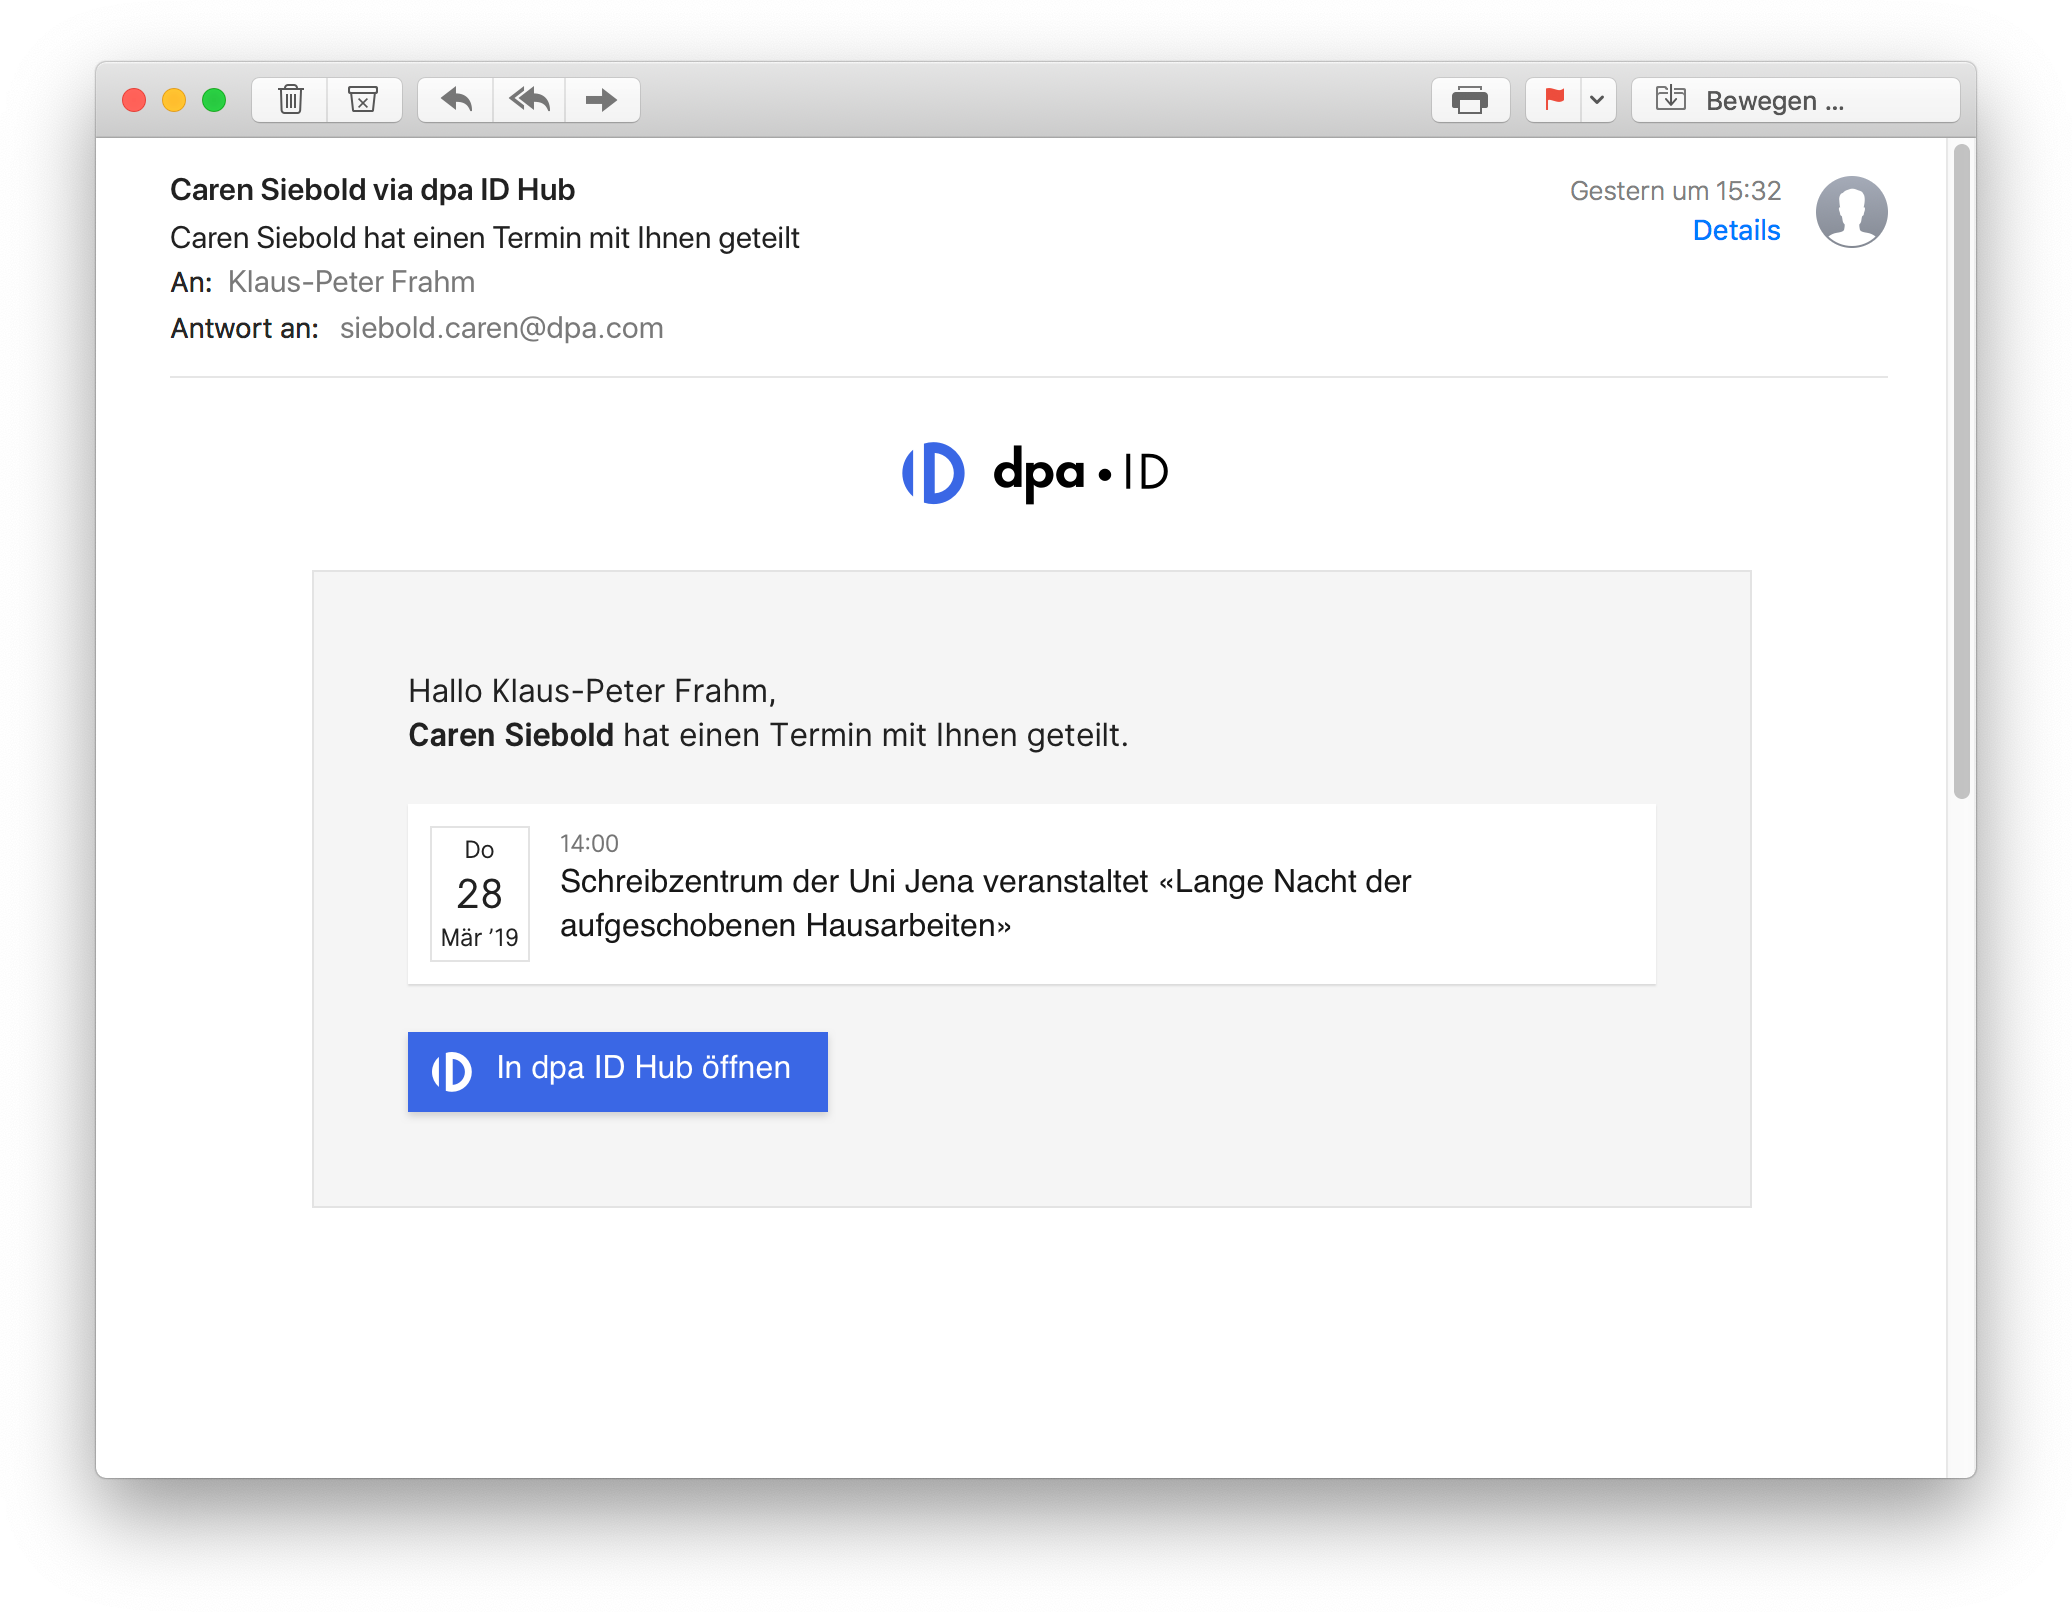 Bewegen ...
Caren Siebold via dpa ID Hub
Gestern um 15:32
Caren Siebold hat einen Termin mit Ihnen geteilt
Details
An: Klaus-Peter Frahm
Antwort an: siebold.caren@dpa.com
ID dpa • ID
Hallo Klaus-Peter Frahm,
Caren Siebold hat einen Termin mit Ihnen geteilt.
Do
28
Mär ’19
14:00
Schreibzentrum der Uni Jena veranstaltet «Lange Nacht der
aufgeschobenen Hausarbeiten»
ID In dpa ID Hub öffnen